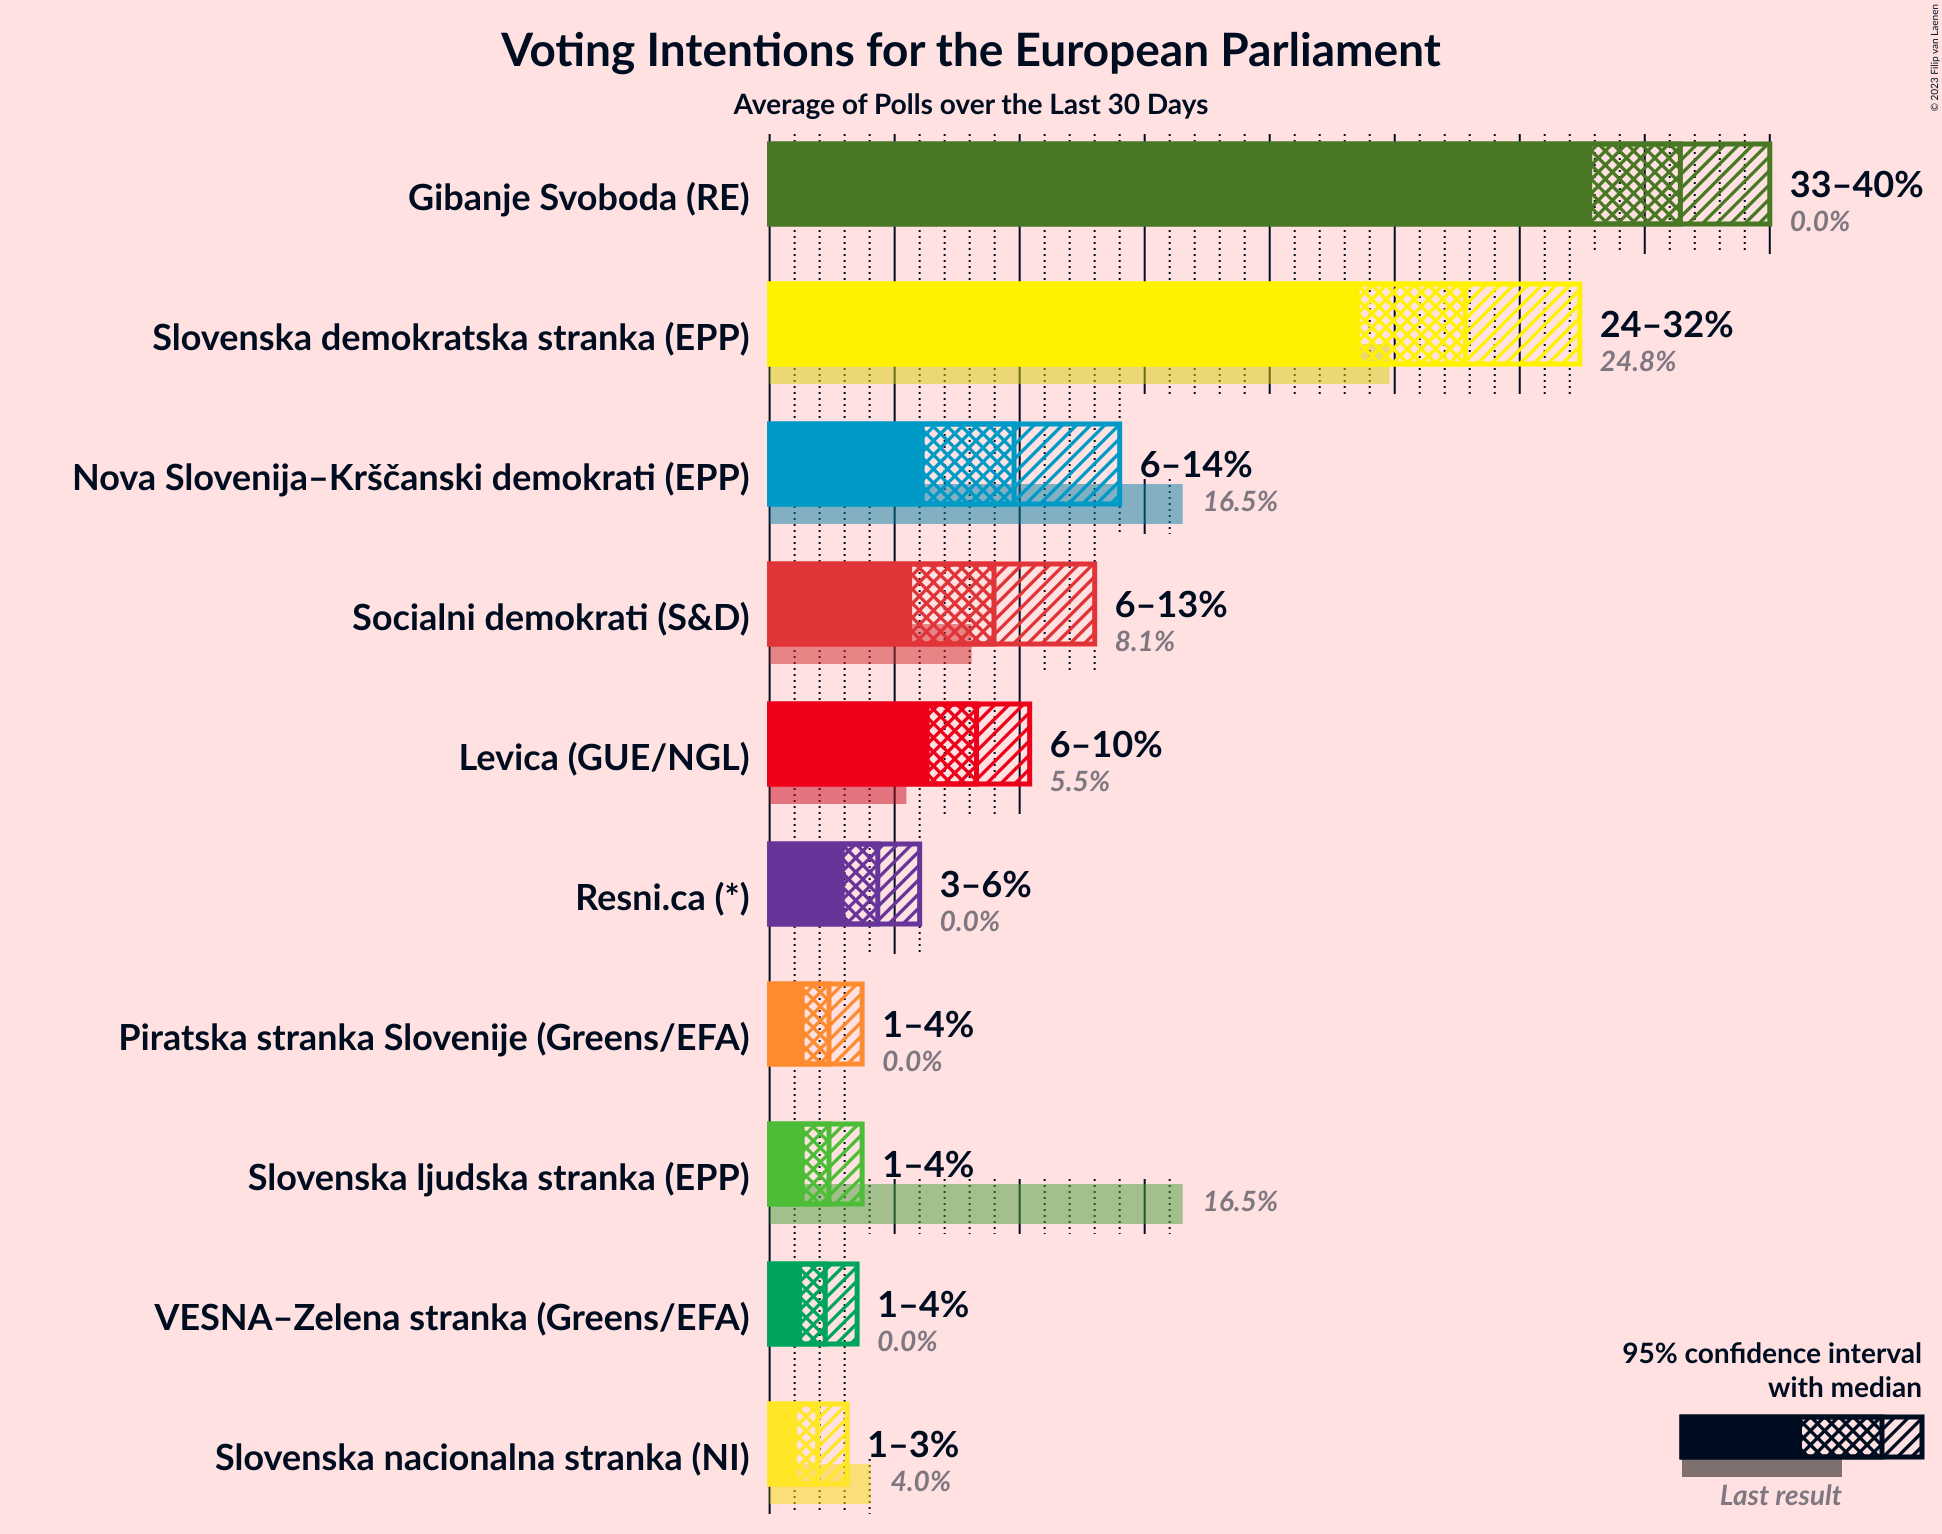 Voting Intentions for the European Parliament
Average of Polls over the Last 30 Days
© 2023 Filip van Laenen
Gibanje Svoboda (RE)
33–40%
0.0%
Slovenska demokratska stranka (EPP)
24–32%
24.8%
Nova Slovenija–Krščanski demokrati (EPP)
6–14%
16.5%
Socialni demokrati (S&D)
6–13%
8.1%
Levica (GUE/NGL)
6–10%
5.5%
Resni.ca (*)
3–6%
0.0%
Piratska stranka Slovenije (Greens/EFA)
1–4%
0.0%
Slovenska ljudska stranka (EPP)
1–4%
16.5%
VESNA–Zelena stranka (Greens/EFA)
1–4%
0.0%
Slovenska nacionalna stranka (NI)
1–3%
4.0%
95% confidence interval
with median
Last result